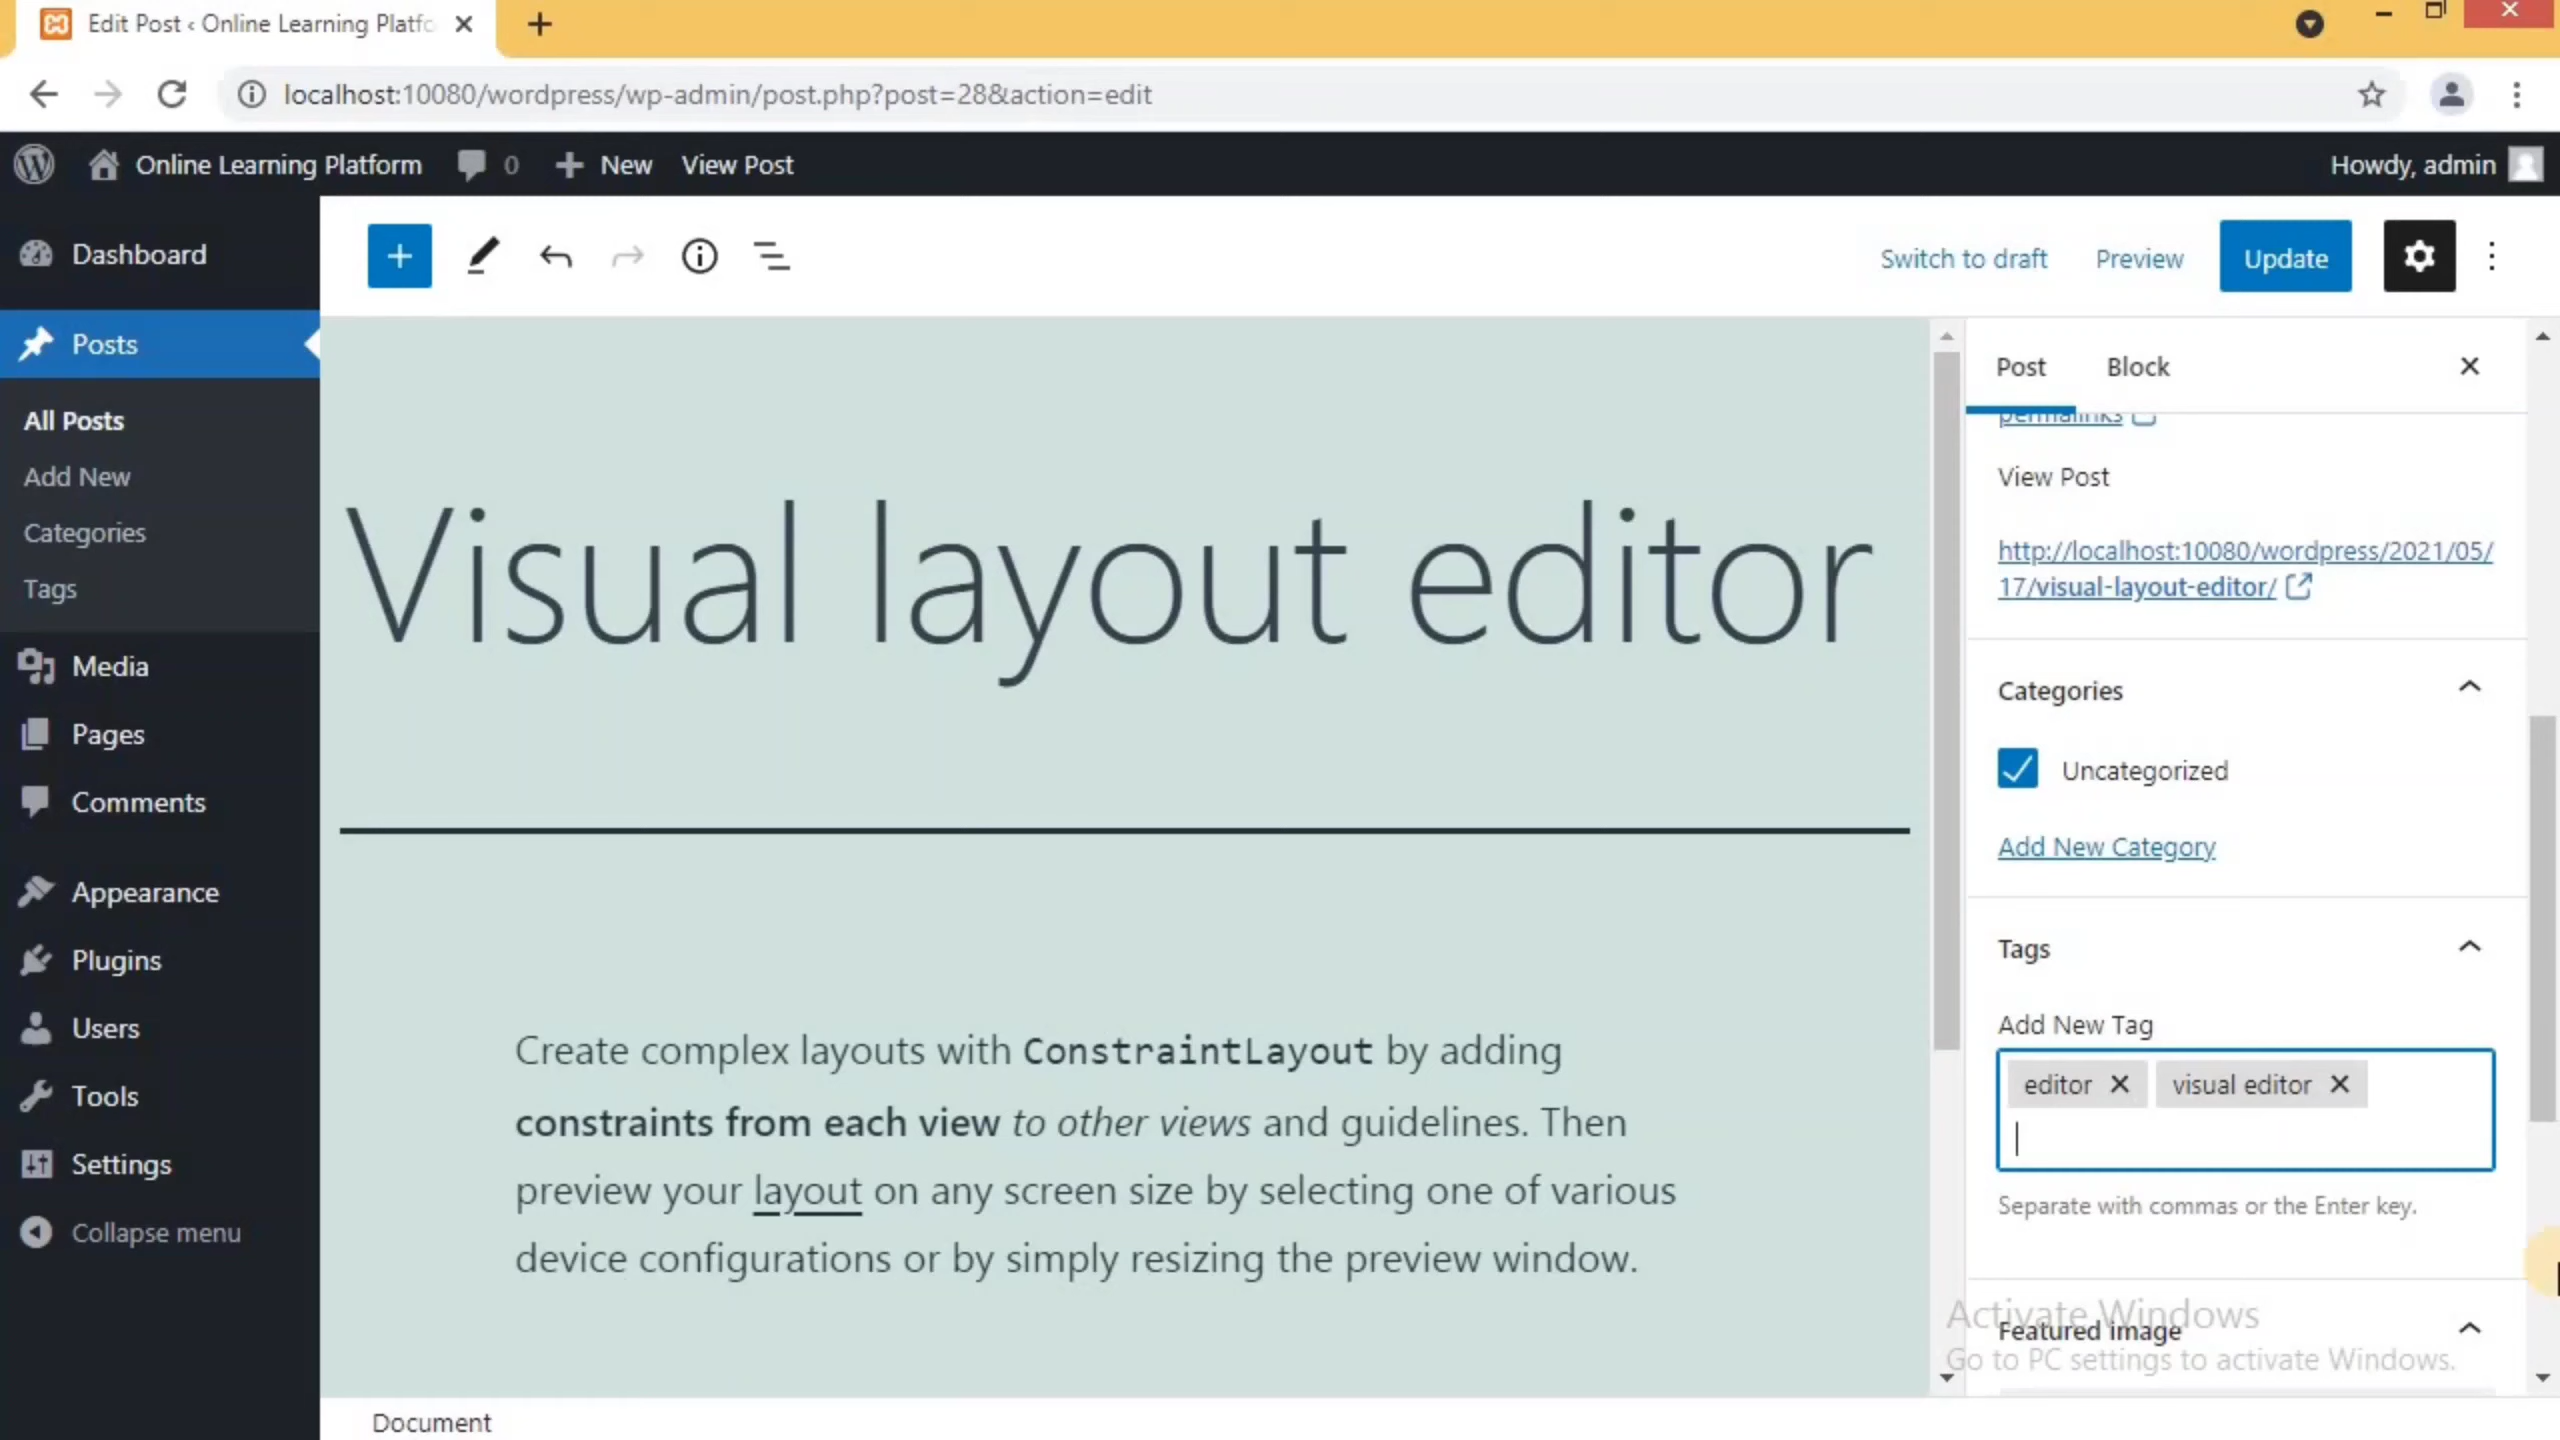 Edit Post ‹ Online Learning Platfo
localhost:10080/wordpress/wp-admin/post.php?post=28&action=edit
Online Learning Platform 0 New View Post Howdy, admin
Dashboard
Posts
All Posts
Add New
Categories
Tags
Media
Pages
Comments
Appearance
Plugins
Users
Tools
Settings
Collapse menu
Switch to draft Preview Update
Visual layout editor
Create complex layouts with ConstraintLayout by adding
constraints from each view to other views and guidelines. Then
preview your layout on any screen size by selecting one of various
device configurations or by simply resizing the preview window.
Post Block
permalinks
View Post
http://localhost:10080/wordpress/2021/05/
17/visual-layout-editor/
Categories
Uncategorized
Add New Category
Tags
Add New Tag
editor visual editor
Separate with commas or the Enter key.
Featured image
Activate Windows
Go to PC settings to activate Windows.
Document